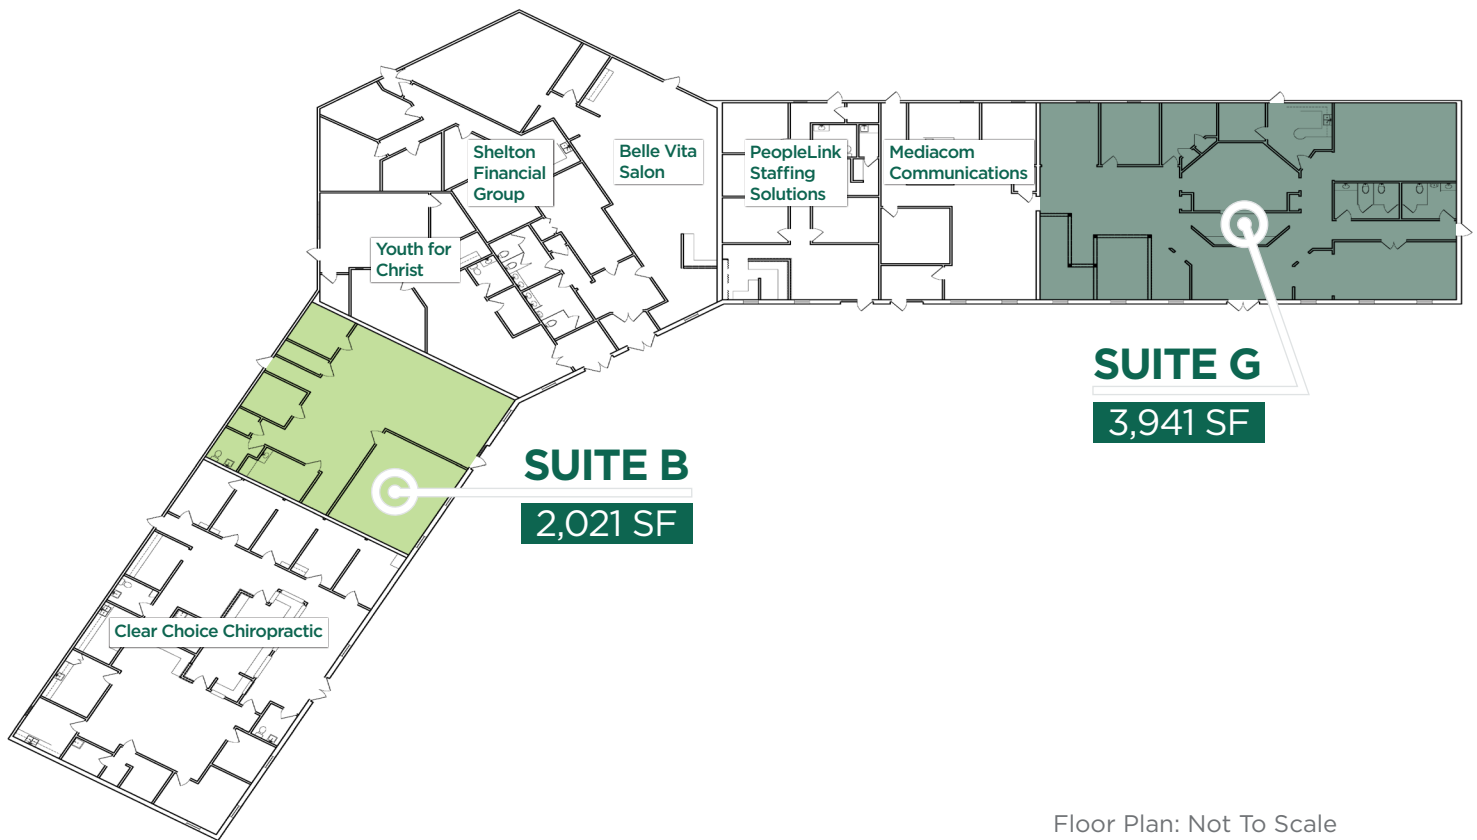 Shelton
Financial
Group
Belle Vita
Salon
PeopleLink
Staffing
Solutions
Mediacom
Communications
Youth for
Christ
SUITE G
3,941 SF
SUITE B
2,021 SF
Clear Choice Chiropractic
Floor Plan: Not To Scale